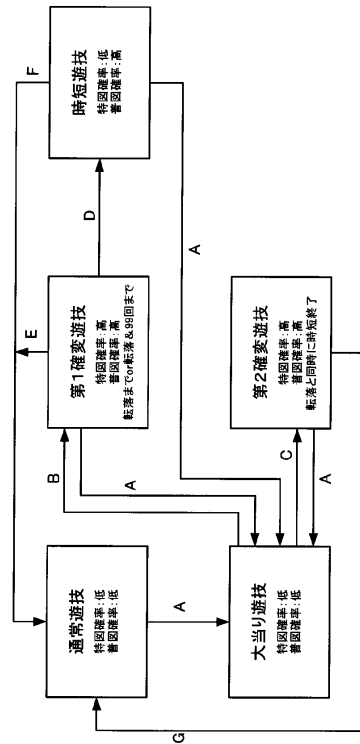 通常遊技
特図確率:低
普図確率:低
第1確変遊技
特図確率:高
普図確率:高
転落までor転落&99回まで
時短遊技
特図確率:低
普図確率:高
大当り遊技
特図確率:低
普図確率:低
第2確変遊技
特図確率:高
普図確率:高
転落と同時に時短終了
A
B
A
E
D
F
A
C
A
G